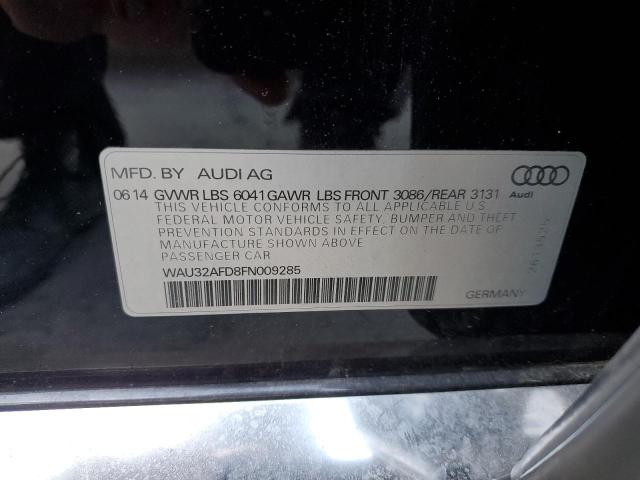 MFD. BY AUDI AG
06 14 GVWR LBS 6041 GAWR LBS FRONT 3086/REAR 3131
Audi
THIS VEHICLE CONFORMS TO ALL APPLICABLE U.S.
FEDERAL MOTOR VEHICLE SAFETY, BUMPER AND THEFT
PREVENTION STANDARDS IN EFFECT ON THE DATE OF
MANUFACTURE SHOWN ABOVE
PASSENGER CAR
WAU32AFD8FN009285
GERMANY